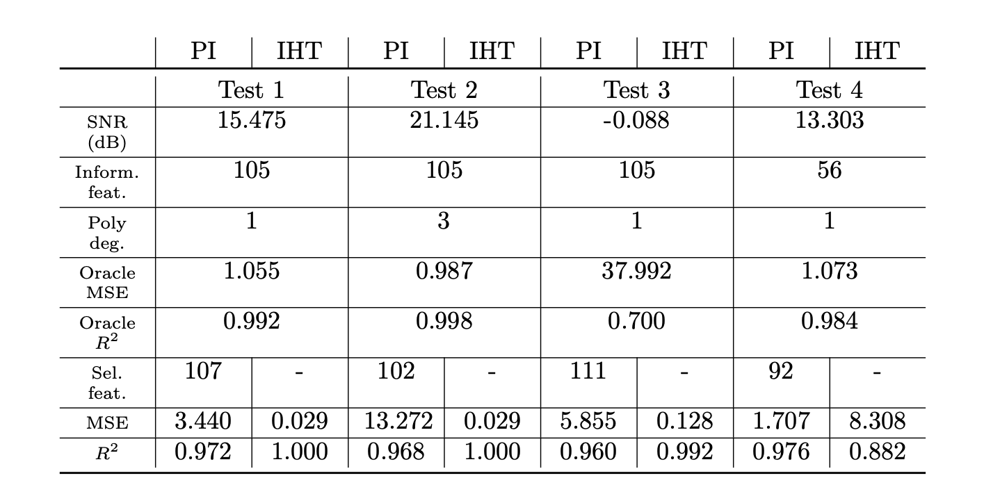 PI IHT PI IHT PI IHT PI IHT
Test 1 Test 2 Test 3 Test 4
SNR (dB) 15.475 21.145 -0.088 13.303
Inform. feat. 105 105 105 56
Poly deg. 1 3 1 1
Oracle MSE 1.055 0.987 37.992 1.073
Oracle R² 0.992 0.998 0.700 0.984
Sel. feat. 107 - 102 - 111 - 92 -
MSE 3.440 0.029 13.272 0.029 5.855 0.128 1.707 8.308
R² 0.972 1.000 0.968 1.000 0.960 0.992 0.976 0.882